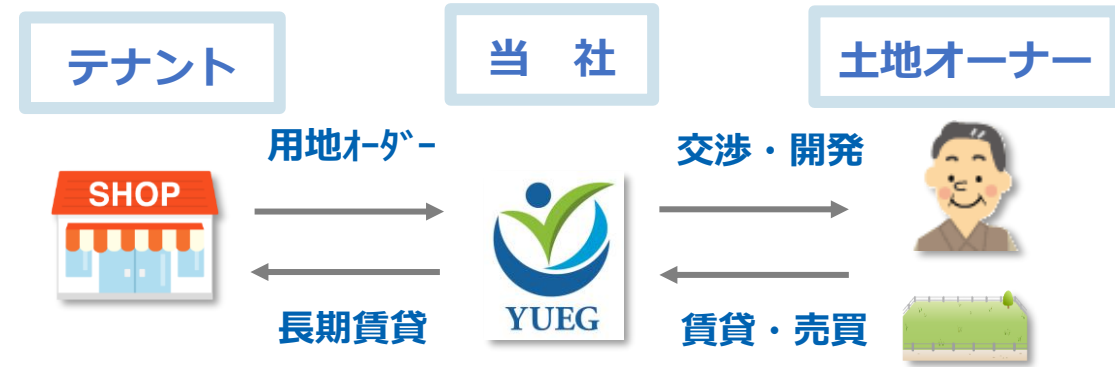 テナント
当　社
土地オーナー
用地ｵｰﾀﾞｰ
交渉・開発
SHOP
YUEG
長期賃貸
賃貸・売買